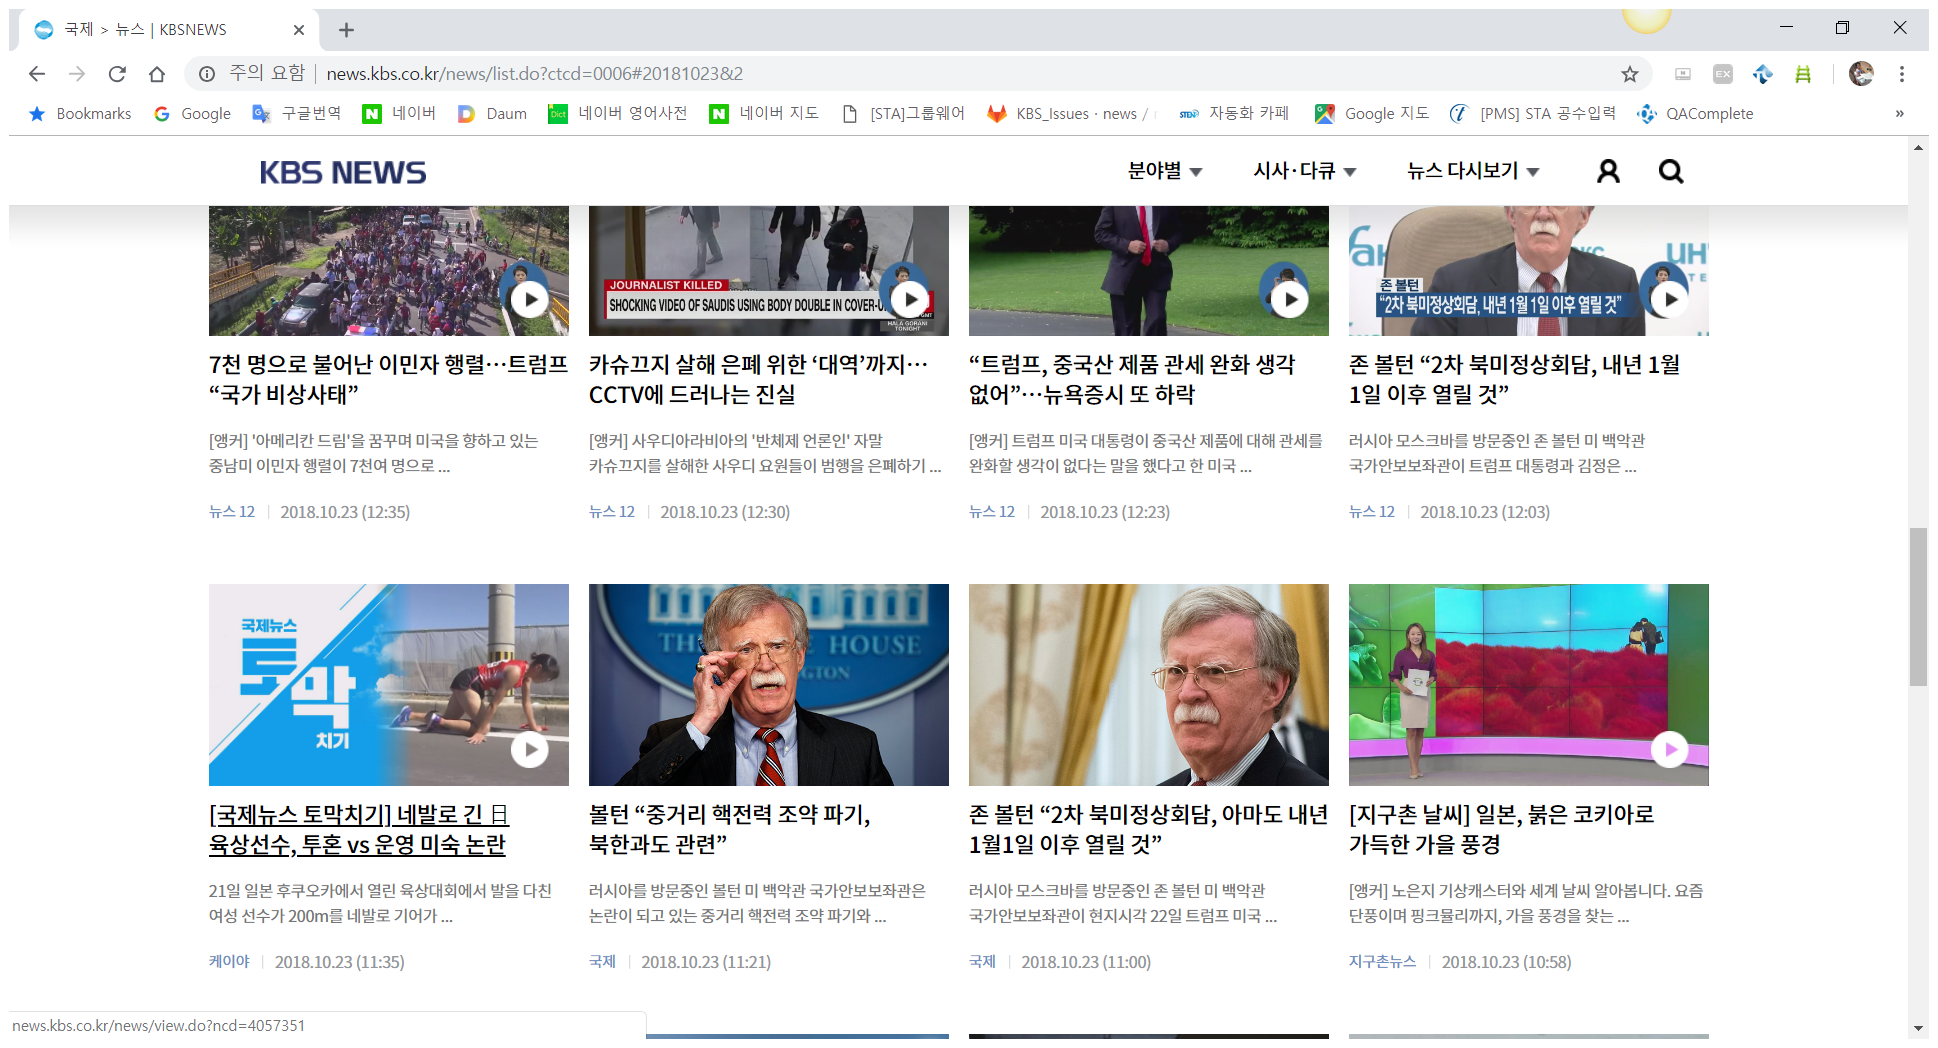 국제 > 뉴스 | KBSNEWS
주의 요함 | news.kbs.co.kr/news/list.do?ctcd=0006#20181023&2
EX
Bookmarks Google 구글번역 네이버 Daum 네이버 영어사전 네이버 지도 [STA]그룹웨어 KBS_Issues · news / 자동화 카페 Google 지도 [PMS] STA 공수입력 QAComplete »
KBS NEWS 분야별 시사·다큐 뉴스 다시보기
JOURNALIST KILLED
SHOCKING VIDEO OF SAUDIS USING BODY DOUBLE IN COVER-U
HALA GORANI
TONIGHT
존 볼턴
“2차 북미정상회담, 내년 1월 1일 이후 열릴 것”
7천 명으로 불어난 이민자 행렬…트럼프
“국가 비상사태”
[앵커] '아메리칸 드림'을 꿈꾸며 미국을 향하고 있는
중남미 이민자 행렬이 7천여 명으로 ...
뉴스 12 | 2018.10.23 (12:35)
카슈끄지 살해 은폐 위한 ‘대역’까지…
CCTV에 드러나는 진실
[앵커] 사우디아라비아의 '반체제 언론인' 자말
카슈끄지를 살해한 사우디 요원들이 범행을 은폐하기 ...
뉴스 12 | 2018.10.23 (12:30)
“트럼프, 중국산 제품 관세 완화 생각
없어”…뉴욕증시 또 하락
[앵커] 트럼프 미국 대통령이 중국산 제품에 대해 관세를
완화할 생각이 없다는 말을 했다고 한 미국 ...
뉴스 12 | 2018.10.23 (12:23)
존 볼턴 “2차 북미정상회담, 내년 1월
1일 이후 열릴 것”
러시아 모스크바를 방문중인 존 볼턴 미 백악관
국가안보보좌관이 트럼프 대통령과 김정은 ...
뉴스 12 | 2018.10.23 (12:03)
국제뉴스
토막
치기
THE HOUSE
NGTON
[국제뉴스 토막치기] 네발로 긴 日
육상선수, 투혼 vs 운영 미숙 논란
21일 일본 후쿠오카에서 열린 육상대회에서 발을 다친
여성 선수가 200m를 네발로 기어가 ...
케이야 | 2018.10.23 (11:35)
볼턴 “중거리 핵전력 조약 파기,
북한과도 관련”
러시아를 방문중인 볼턴 미 백악관 국가안보보좌관은
논란이 되고 있는 중거리 핵전력 조약 파기와 ...
국제 | 2018.10.23 (11:21)
존 볼턴 “2차 북미정상회담, 아마도 내년
1월1일 이후 열릴 것”
러시아 모스크바를 방문중인 존 볼턴 미 백악관
국가안보보좌관이 현지시각 22일 트럼프 미국 ...
국제 | 2018.10.23 (11:00)
[지구촌 날씨] 일본, 붉은 코키아로
가득한 가을 풍경
[앵커] 노은지 기상캐스터와 세계 날씨 알아봅니다. 요즘
단풍이며 핑크뮬리까지, 가을 풍경을 찾는 ...
지구촌뉴스 | 2018.10.23 (10:58)
news.kbs.co.kr/news/view.do?ncd=4057351